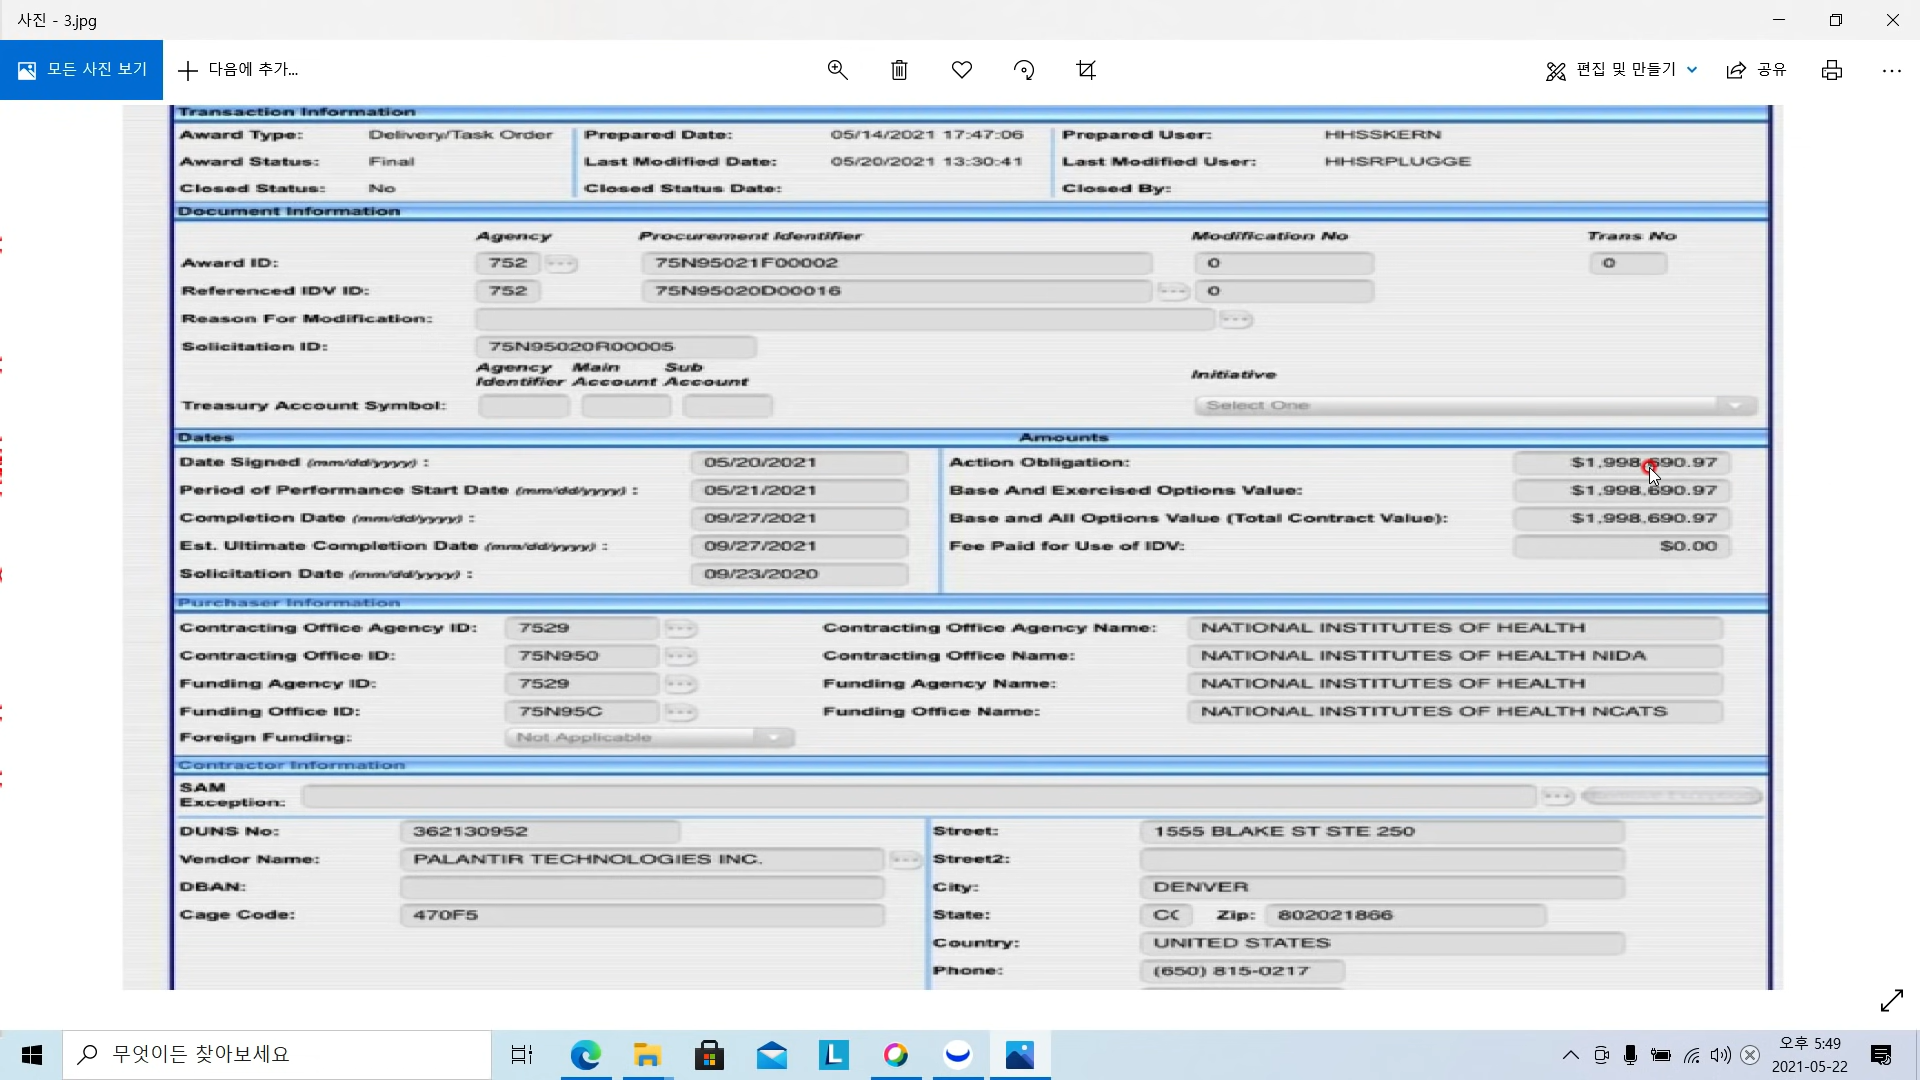 사진 - 3.jpg
모든 사진 보기
다음에 추가...
편집 및 만들기
공유
Transaction Information
Award Type: Delivery/Task Order Prepared Date: 05/14/2021 17:47:06 Prepared User: HHSSKERN
Award Status: Final Last Modified Date: 05/20/2021 13:30:41 Last Modified User: HHSRPLUGGE
Closed Status: No Closed Status Date: Closed By:
Document Information
Agency Procurement Identifier Modification No Trans No
Award ID: 752 75N95021F00002 0 0
Referenced IDV ID: 752 75N95020D00016 0
Reason For Modification:
Solicitation ID: 75N95020R00005
Agency Identifier Main Account Sub Account Initiative
Treasury Account Symbol: Select One
Dates Amounts
Date Signed (mm/dd/yyyy) : 05/20/2021 Action Obligation: $1,998,690.97
Period of Performance Start Date (mm/dd/yyyy) : 05/21/2021 Base And Exercised Options Value: $1,998,690.97
Completion Date (mm/dd/yyyy) : 09/27/2021 Base and All Options Value (Total Contract Value): $1,998,690.97
Est. Ultimate Completion Date (mm/dd/yyyy) : 09/27/2021 Fee Paid for Use of IDV: $0.00
Solicitation Date (mm/dd/yyyy) : 09/23/2020
Purchaser Information
Contracting Office Agency ID: 7529 Contracting Office Agency Name: NATIONAL INSTITUTES OF HEALTH
Contracting Office ID: 75N950 Contracting Office Name: NATIONAL INSTITUTES OF HEALTH NIDA
Funding Agency ID: 7529 Funding Agency Name: NATIONAL INSTITUTES OF HEALTH
Funding Office ID: 75N95C Funding Office Name: NATIONAL INSTITUTES OF HEALTH NCATS
Foreign Funding: Not Applicable
Contractor Information
SAM Exception:
DUNS No: 362130952 Street: 1555 BLAKE ST STE 250
Vendor Name: PALANTIR TECHNOLOGIES INC. Street2:
DBAN: City: DENVER
Cage Code: 470F5 State: CO Zip: 802021866
Country: UNITED STATES
Phone: (650) 815-0217
무엇이든 찾아보세요
오후 5:49
2021-05-22